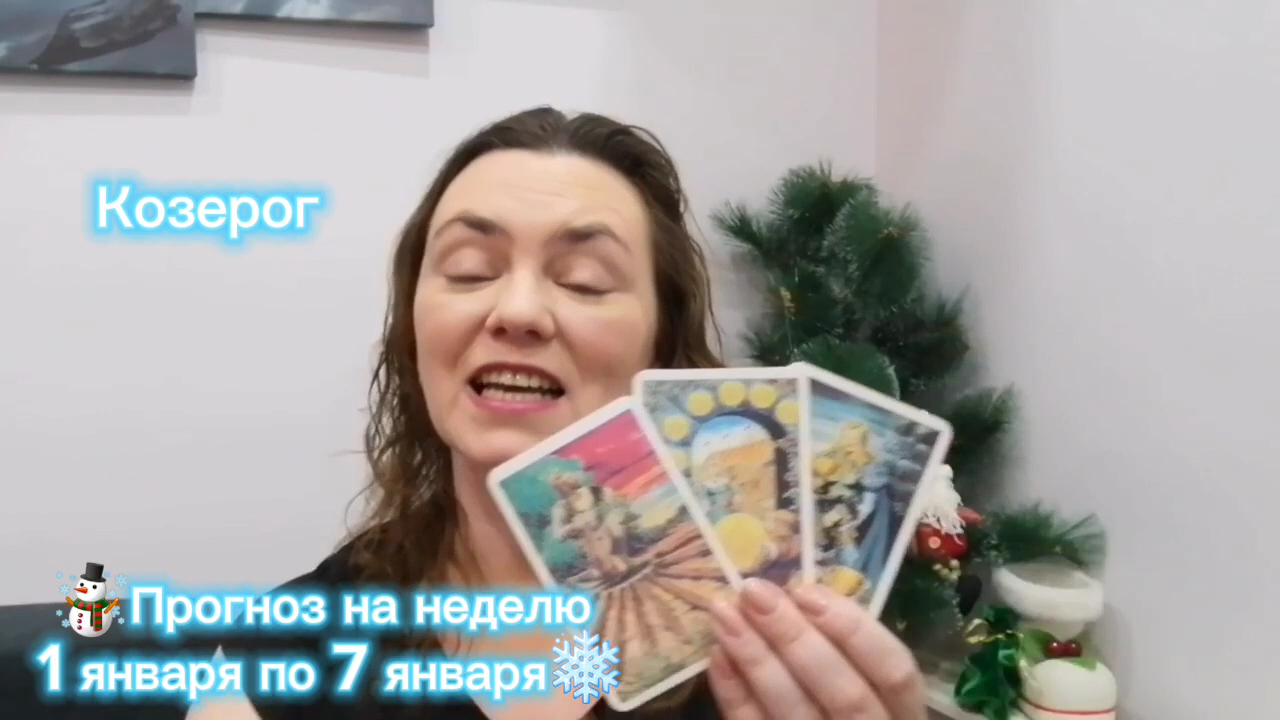 Козерог
Прогноз на неделю
1 января по 7 января